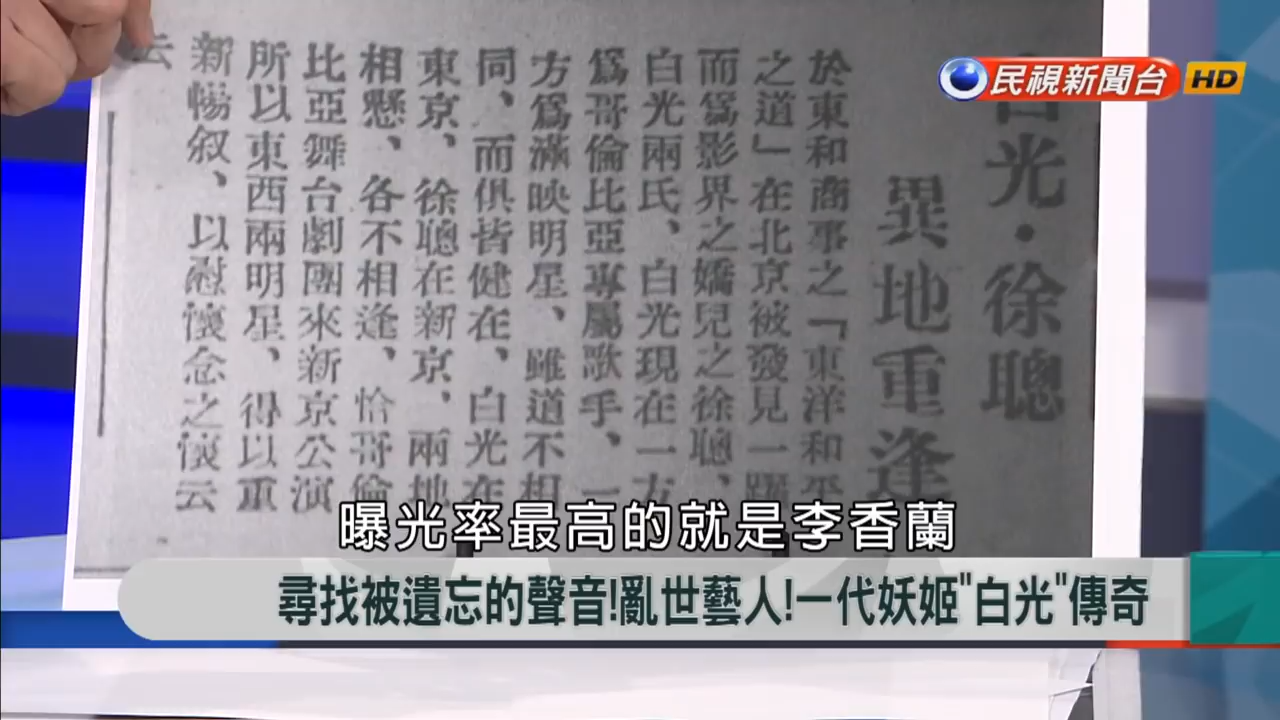 民視新聞台 HD
白光・徐聰
異地重逢
於東和商事之「東洋和平
之道」在北京被發見一躍
而爲影界之嬌兒之徐聰、
白光兩氏、白光現在一方
爲哥倫比亞專屬歌手、一
方爲滿映明星、雖道不相
同、而俱皆健在、白光在
東京、徐聰在新京、兩地
相懸、各不相逢、恰哥倫
比亞舞台劇團來新京公演
所以東西兩明星、得以重
新暢叙、以慰懷念之懷云
云
曝光率最高的就是李香蘭
尋找被遺忘的聲音!亂世藝人!一代妖姬"白光"傳奇